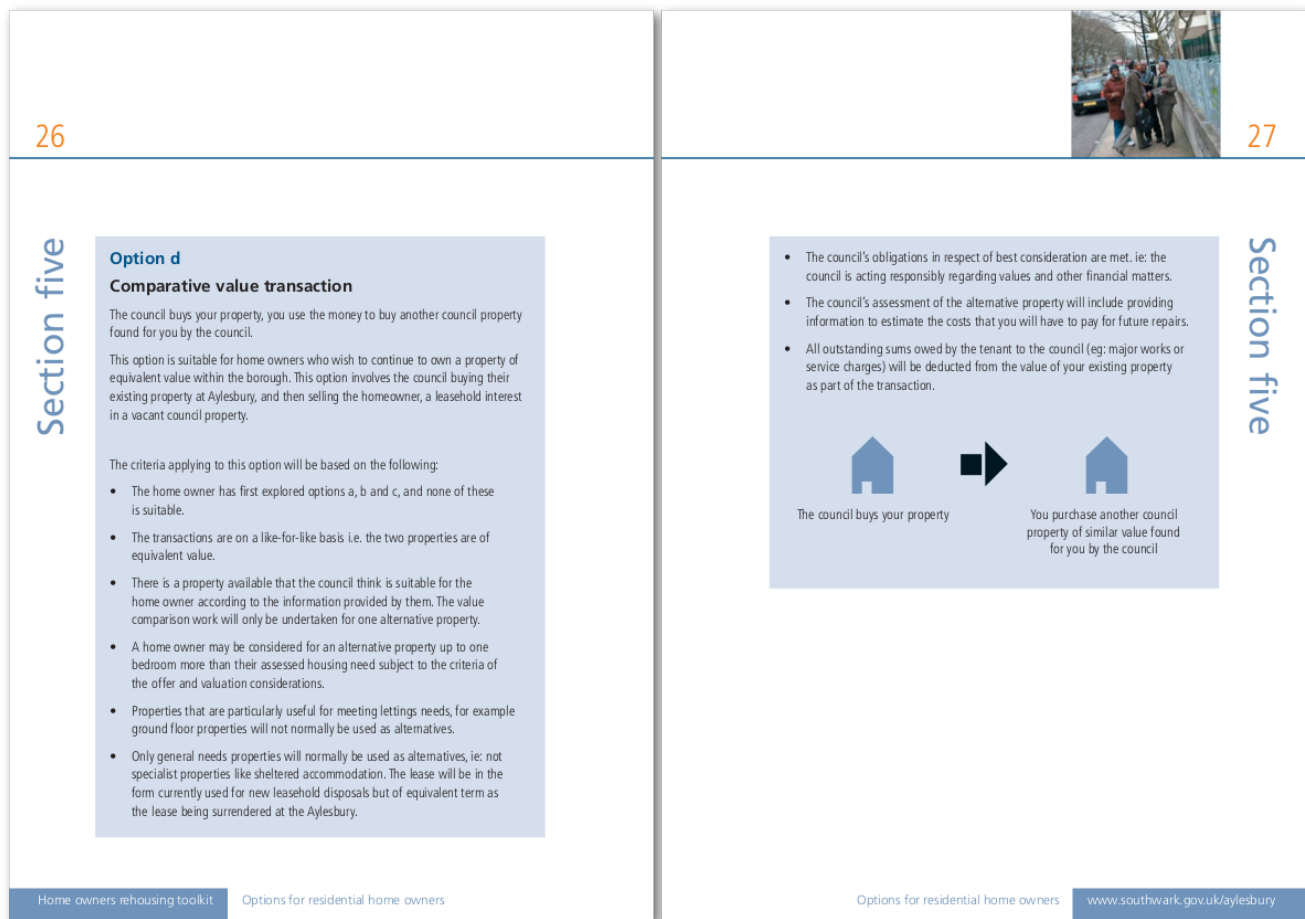 26
Section five
Option d
Comparative value transaction
The council buys your property, you use the money to buy another council property
found for you by the council.
This option is suitable for home owners who wish to continue to own a property of
equivalent value within the borough. This option involves the council buying their
existing property at Aylesbury, and then selling the homeowner, a leasehold interest
in a vacant council property.
The criteria applying to this option will be based on the following:
• The home owner has first explored options a, b and c, and none of these
is suitable.
• The transactions are on a like-for-like basis i.e. the two properties are of
equivalent value.
• There is a property available that the council think is suitable for the
home owner according to the information provided by them. The value
comparison work will only be undertaken for one alternative property.
• A home owner may be considered for an alternative property up to one
bedroom more than their assessed housing need subject to the criteria of
the offer and valuation considerations.
• Properties that are particularly useful for meeting lettings needs, for example
ground floor properties will not normally be used as alternatives.
• Only general needs properties will normally be used as alternatives, ie: not
specialist properties like sheltered accommodation. The lease will be in the
form currently used for new leasehold disposals but of equivalent term as
the lease being surrendered at the Aylesbury.
Home owners rehousing toolkit
Options for residential home owners
27
Section five
• The council's obligations in respect of best consideration are met. ie: the
council is acting responsibly regarding values and other financial matters.
• The council's assessment of the alternative property will include providing
information to estimate the costs that you will have to pay for future repairs.
• All outstanding sums owed by the tenant to the council (eg: major works or
service charges) will be deducted from the value of your existing property
as part of the transaction.
The council buys your property
You purchase another council
property of similar value found
for you by the council
Options for residential home owners
www.southwark.gov.uk/aylesbury